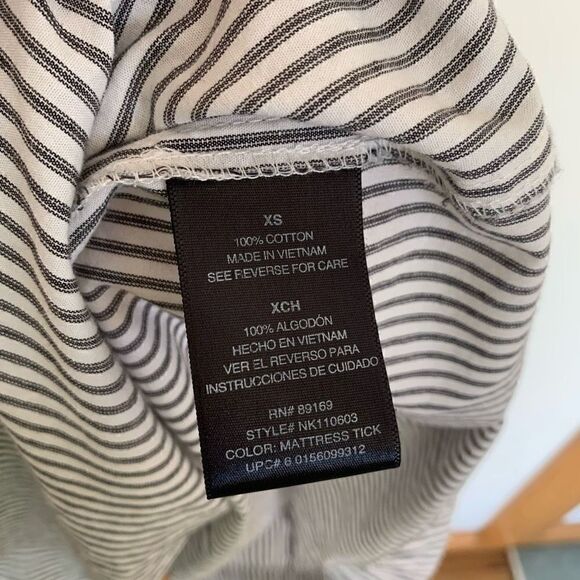 XS
100% COTTON
MADE IN VIETNAM
SEE REVERSE FOR CARE
XCH
100% ALGODÓN
HECHO EN VIETNAM
VER EL REVERSO PARA
INSTRUCCIONES DE CUIDADO
RN# 89169
STYLE# NK110603
COLOR: MATTRESS TICK
UPC# 6 0156099312